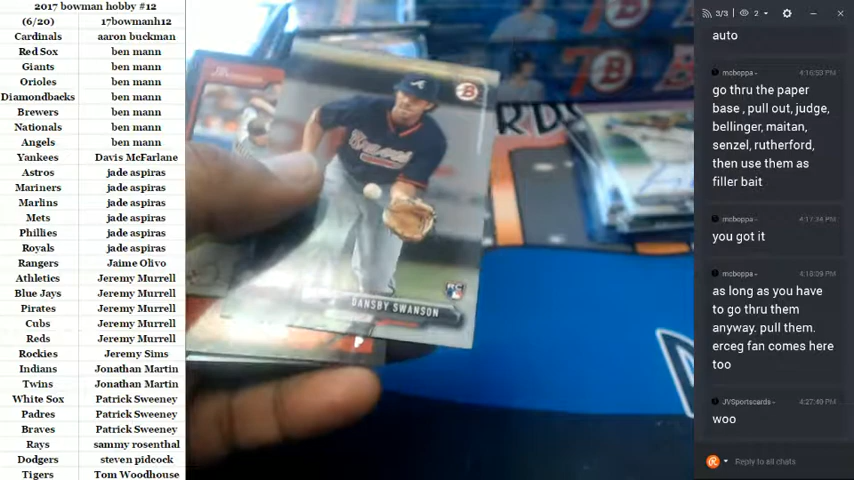 2017 bowman hobby #12
(6/20) 17bowmanh12
Cardinals aaron buckman
Red Sox ben mann
Giants ben mann
Orioles ben mann
Diamondbacks ben mann
Brewers ben mann
Nationals ben mann
Angels ben mann
Yankees Davis McFarlane
Astros jade aspiras
Mariners jade aspiras
Marlins jade aspiras
Mets jade aspiras
Phillies jade aspiras
Royals jade aspiras
Rangers Jaime Olivo
Athletics Jeremy Murrell
Blue Jays Jeremy Murrell
Pirates Jeremy Murrell
Cubs Jeremy Murrell
Reds Jeremy Murrell
Rockies Jeremy Sims
Indians Jonathan Martin
Twins Jonathan Martin
White Sox Patrick Sweeney
Padres Patrick Sweeney
Braves Patrick Sweeney
Rays sammy rosenthal
Dodgers steven pidcock
Tigers Tom Woodhouse
B
B
RDS
B
Braves
RC
DANSBY SWANSON
3/3 2
auto
mcboppa 4:16:53 PM
go thru the paper
base , pull out, judge,
bellinger, maitan,
senzel, rutherford,
then use them as
filler bait
mcboppa 4:17:34 PM
you got it
mcboppa 4:18:09 PM
as long as you have
to go thru them
anyway. pull them.
erceg fan comes here
too
JVSportscards 4:27:49 PM
woo
Reply to all chats